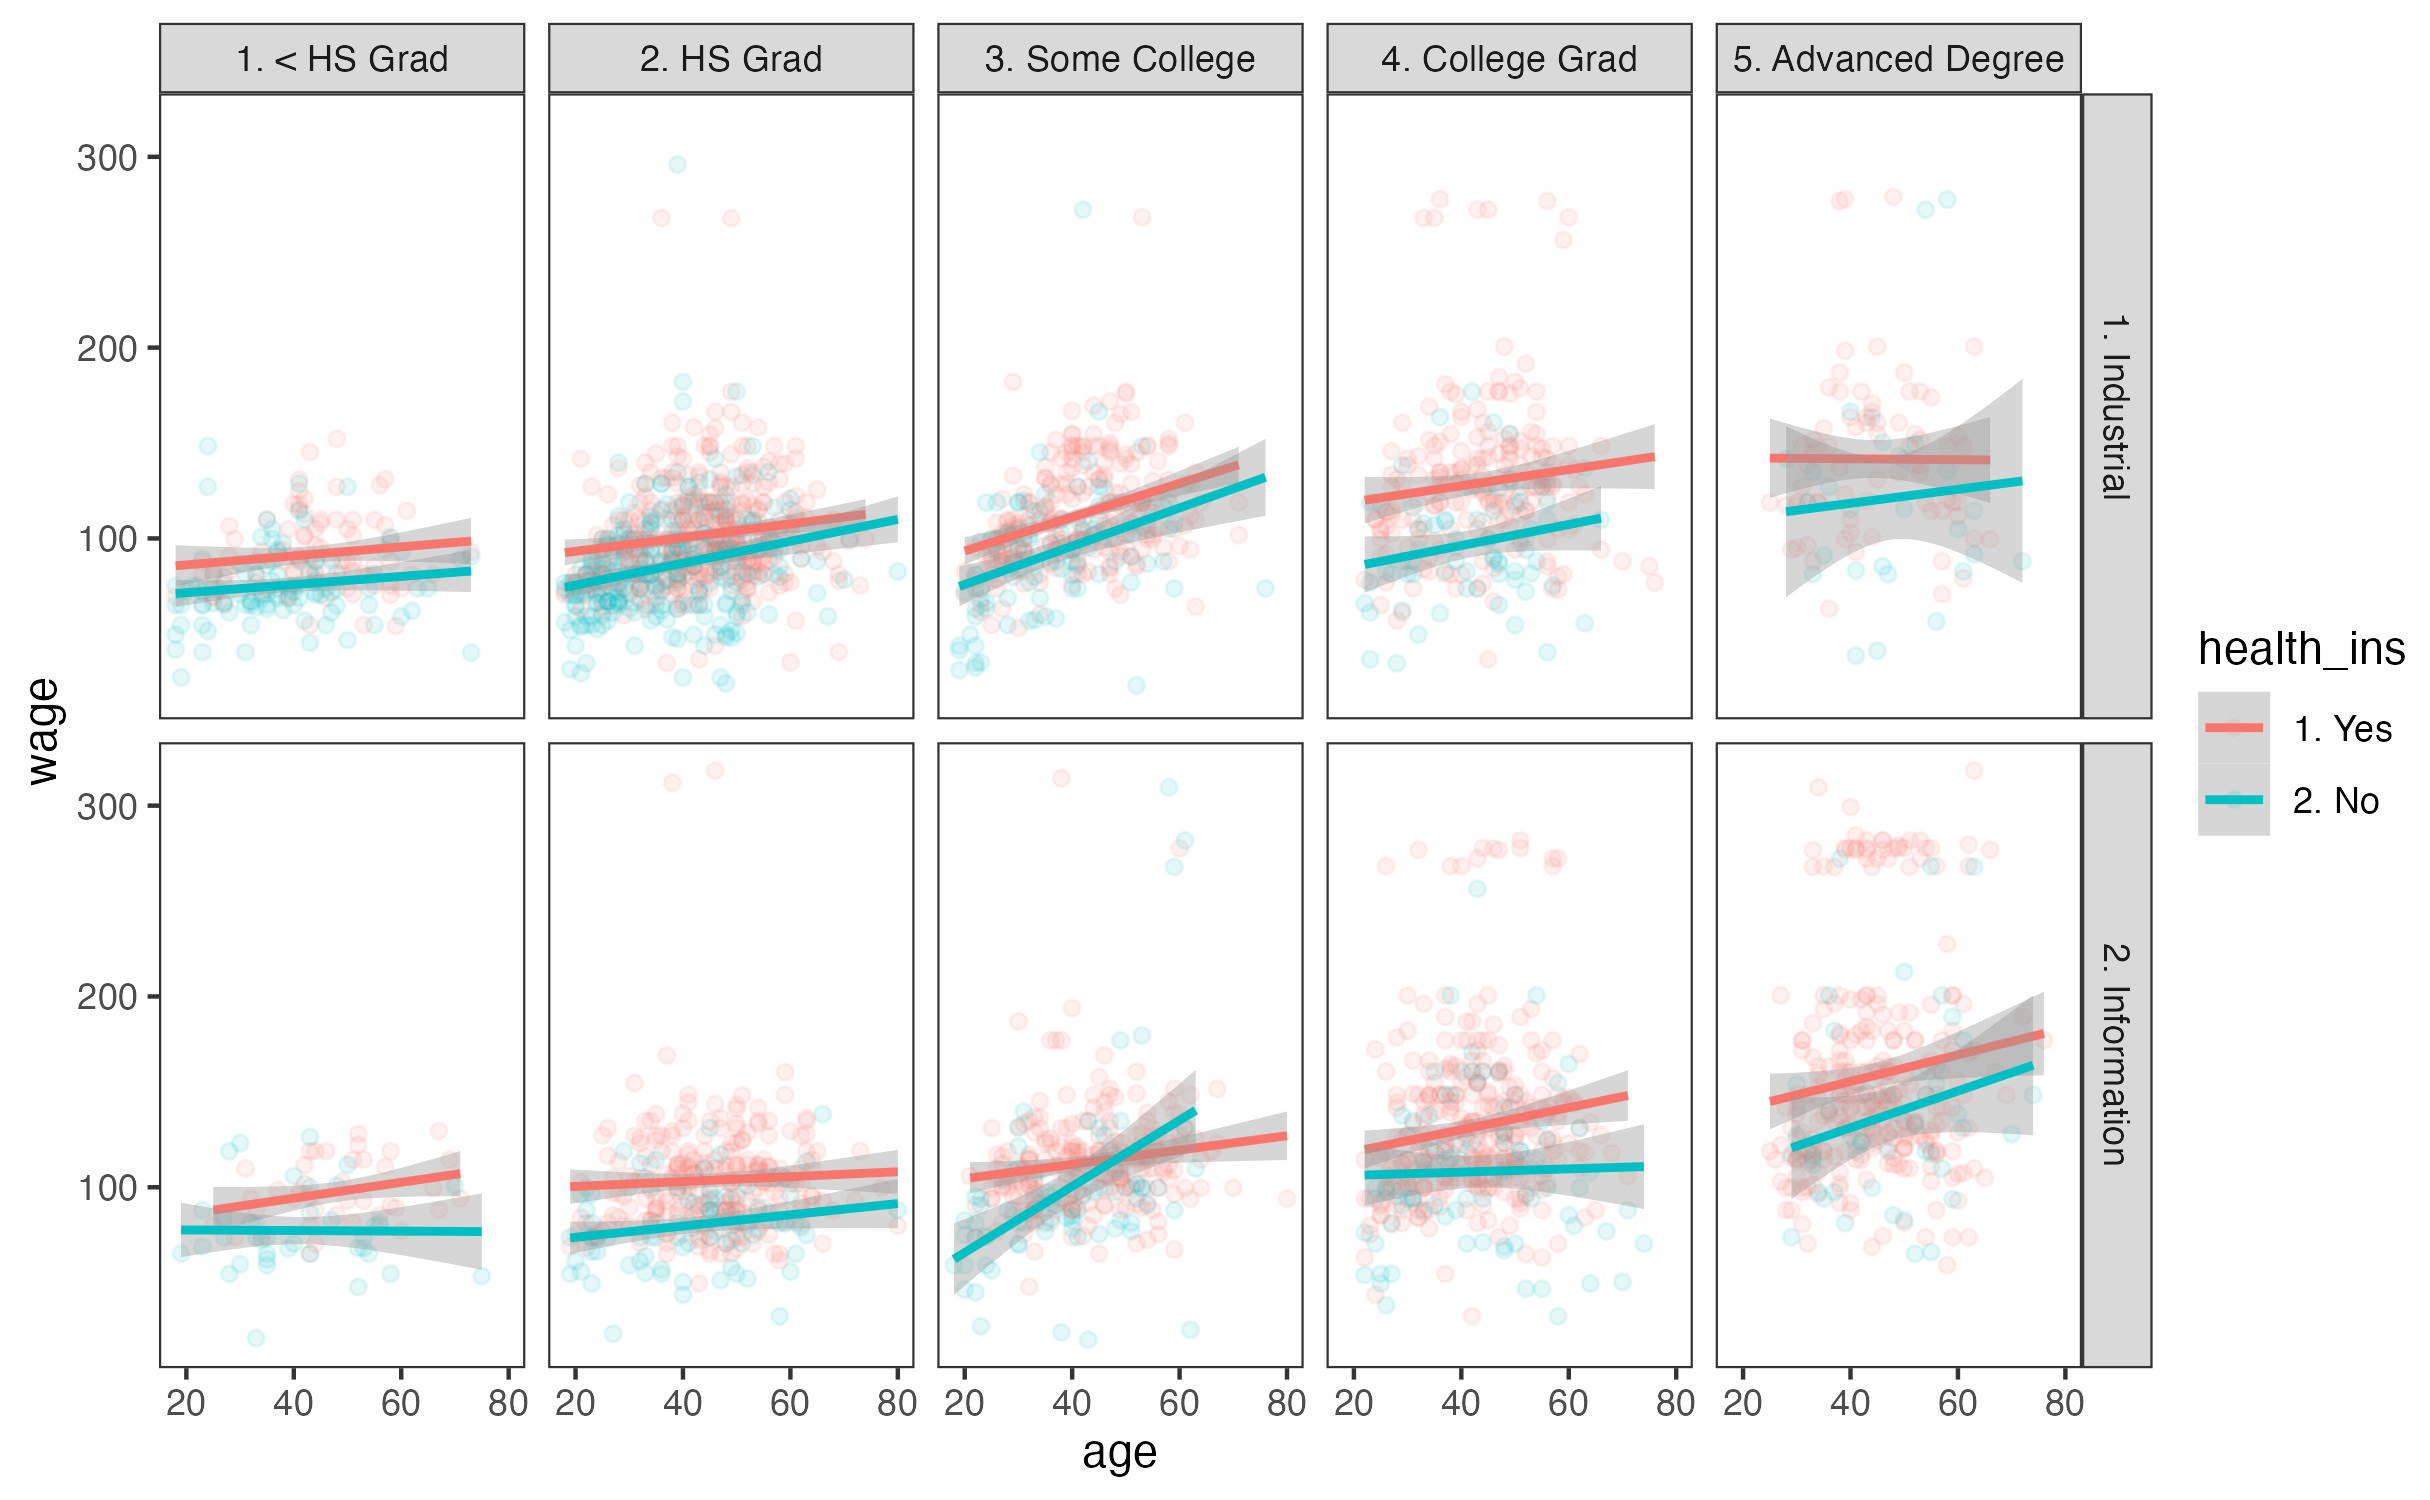 1. < HS Grad
2. HS Grad
3. Some College
4. College Grad
5. Advanced Degree
300
200
100
1. Industrial
300
200
100
2. Information
20 40 60 80
20 40 60 80
20 40 60 80
20 40 60 80
20 40 60 80
age
wage
health_ins
1. Yes
2. No